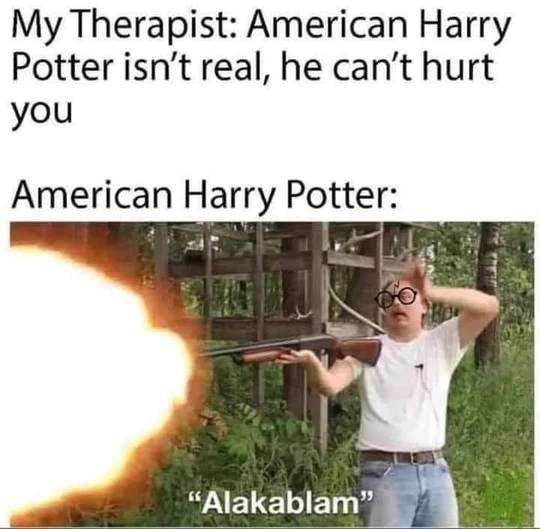 My Therapist: American Harry
Potter isn’t real, he can’t hurt
you
American Harry Potter:
“Alakablam”